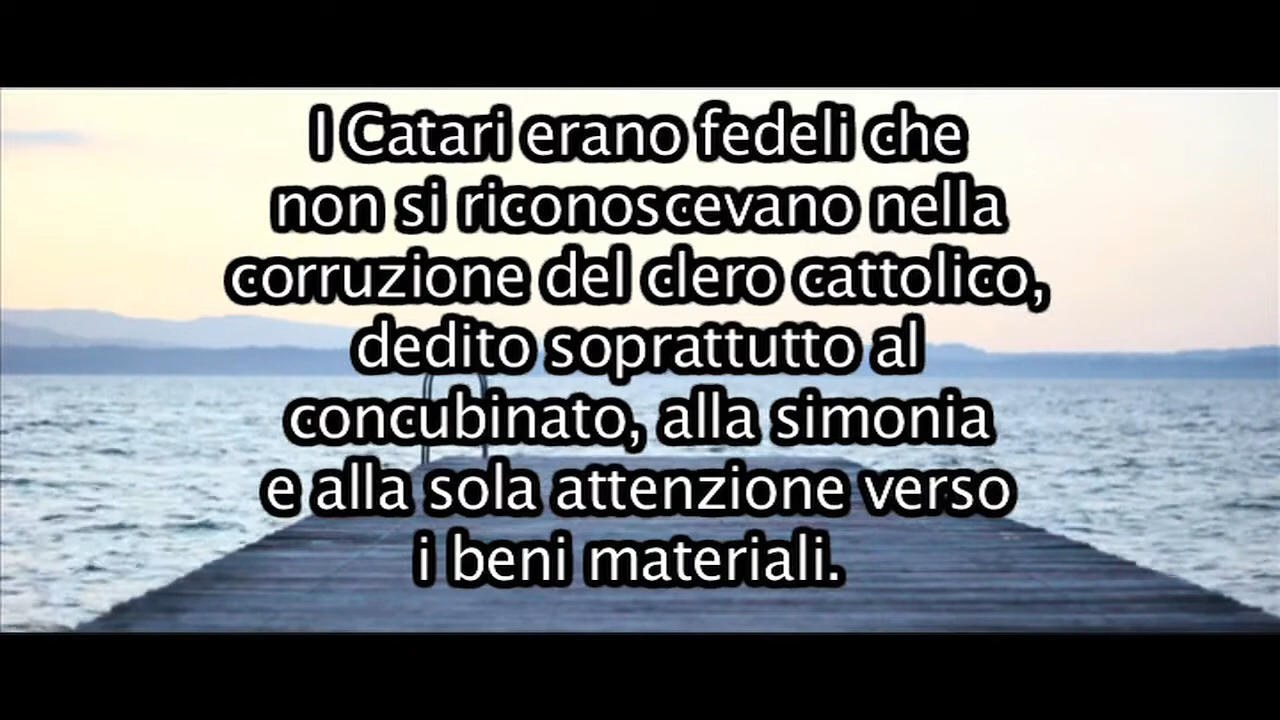 I Catari erano fedeli che
non si riconoscevano nella
corruzione del clero cattolico,
dedito soprattutto al
concubinato, alla simonia
e alla sola attenzione verso
i beni materiali.